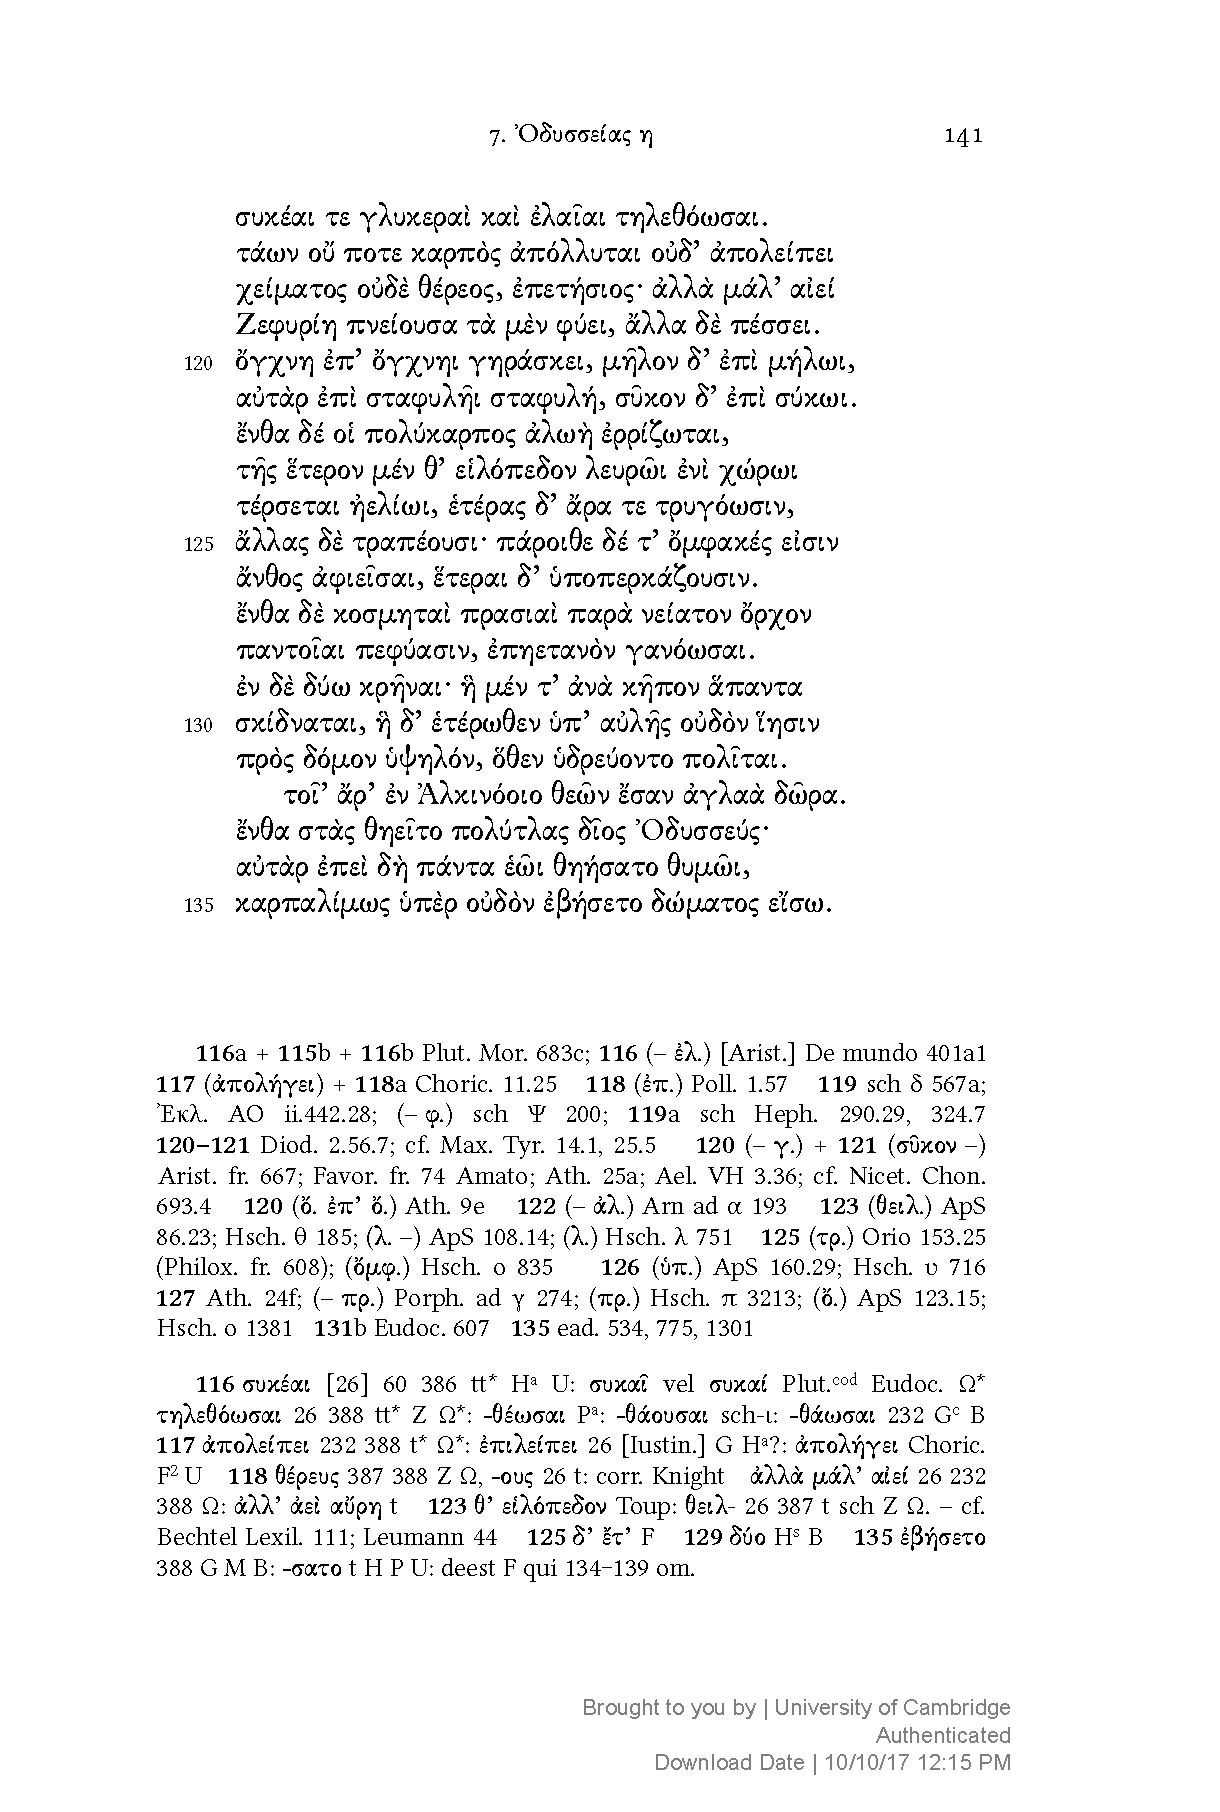 7. Ὀδυσσείας η 141
συκέαι τε γλυκεραὶ καὶ ἐλαῖαι τηλεθόωσαι.
τάων οὔ ποτε καρπὸς ἀπόλλυται οὐδ’ ἀπολείπει
χείματος οὐδὲ θέρεος, ἐπετήσιος· ἀλλὰ μάλ’ αἰεί
Ζεφυρίη πνείουσα τὰ μὲν φύει, ἄλλα δὲ πέσσει.
120 ὄγχνη ἐπ’ ὄγχνηι γηράσκει, μῆλον δ’ ἐπὶ μήλωι,
αὐτὰρ ἐπὶ σταφυλῆι σταφυλή, σῦκον δ’ ἐπὶ σύκωι.
ἔνθα δέ οἱ πολύκαρπος ἀλωὴ ἐρρίζωται,
τῆς ἕτερον μέν θ’ εἱλόπεδον λευρῶι ἐνὶ χώρωι
τέρσεται ἠελίωι, ἑτέρας δ’ ἄρα τε τρυγόωσιν,
125 ἄλλας δὲ τραπέουσι· πάροιθε δέ τ’ ὄμφακές εἰσιν
ἄνθος ἀφιεῖσαι, ἕτεραι δ’ ὑποπερκάζουσιν.
ἔνθα δὲ κοσμηταὶ πρασιαὶ παρὰ νείατον ὄρχον
παντοῖαι πεφύασιν, ἐπηετανὸν γανόωσαι.
ἐν δὲ δύω κρῆναι· ἣ μέν τ’ ἀνὰ κῆπον ἅπαντα
130 σκίδναται, ἣ δ’ ἑτέρωθεν ὑπ’ αὐλῆς οὐδὸν ἵησιν
πρὸς δόμον ὑψηλόν, ὅθεν ὑδρεύοντο πολῖται.
τοῖ’ ἄρ’ ἐν Ἀλκινόοιο θεῶν ἔσαν ἀγλαὰ δῶρα.
ἔνθα στὰς θηεῖτο πολύτλας δῖος Ὀδυσσεύς·
αὐτὰρ ἐπεὶ δὴ πάντα ἑῶι θηήσατο θυμῶι,
135 καρπαλίμως ὑπὲρ οὐδὸν ἐβήσετο δώματος εἴσω.
116a + 115b + 116b Plut. Mor. 683c; 116 (– ἐλ.) [Arist.] De mundo 401a1
117 (ἀπολήγει) + 118a Choric. 11.25 118 (ἐπ.) Poll. 1.57 119 sch δ 567a;
Ἐκλ. AO ii.442.28; (– φ.) sch Ψ 200; 119a sch Heph. 290.29, 324.7
120–121 Diod. 2.56.7; cf. Max. Tyr. 14.1, 25.5 120 (– γ.) + 121 (σῦκον –)
Arist. fr. 667; Favor. fr. 74 Amato; Ath. 25a; Ael. VH 3.36; cf. Nicet. Chon.
693.4 120 (ὄ. ἐπ’ ὄ.) Ath. 9e 122 (– ἀλ.) Arn ad α 193 123 (θειλ.) ApS
86.23; Hsch. θ 185; (λ. –) ApS 108.14; (λ.) Hsch. λ 751 125 (τρ.) Orio 153.25
(Philox. fr. 608); (ὄμφ.) Hsch. ο 835 126 (ὑπ.) ApS 160.29; Hsch. υ 716
127 Ath. 24f; (– πρ.) Porph. ad γ 274; (πρ.) Hsch. π 3213; (ὄ.) ApS 123.15;
Hsch. ο 1381 131b Eudoc. 607 135 ead. 534, 775, 1301
116 συκέαι [26] 60 386 tt* Hᵃ U: συκαῖ vel συκαί Plut.ᶜᵒᵈ Eudoc. Ω*
τηλεθόωσαι 26 388 tt* Z Ω*: -θέωσαι Pᵃ: -θάουσαι sch-ι: -θάωσαι 232 Gᶜ B
117 ἀπολείπει 232 388 t* Ω*: ἐπιλείπει 26 [Iustin.] G Hᵃ?: ἀπολήγει Choric.
F² U 118 θέρευς 387 388 Z Ω, -ους 26 t: corr. Knight ἀλλὰ μάλ’ αἰεί 26 232
388 Ω: ἀλλ’ ἀεὶ αὔρη t 123 θ’ εἱλόπεδον Toup: θειλ- 26 387 t sch Z Ω. – cf.
Bechtel Lexil. 111; Leumann 44 125 δ’ ἔτ’ F 129 δύο Hˢ B 135 ἐβήσετο
388 G M B: -σατο t H P U: deest F qui 134–139 om.
Brought to you by | University of Cambridge
Authenticated
Download Date | 10/10/17 12:15 PM